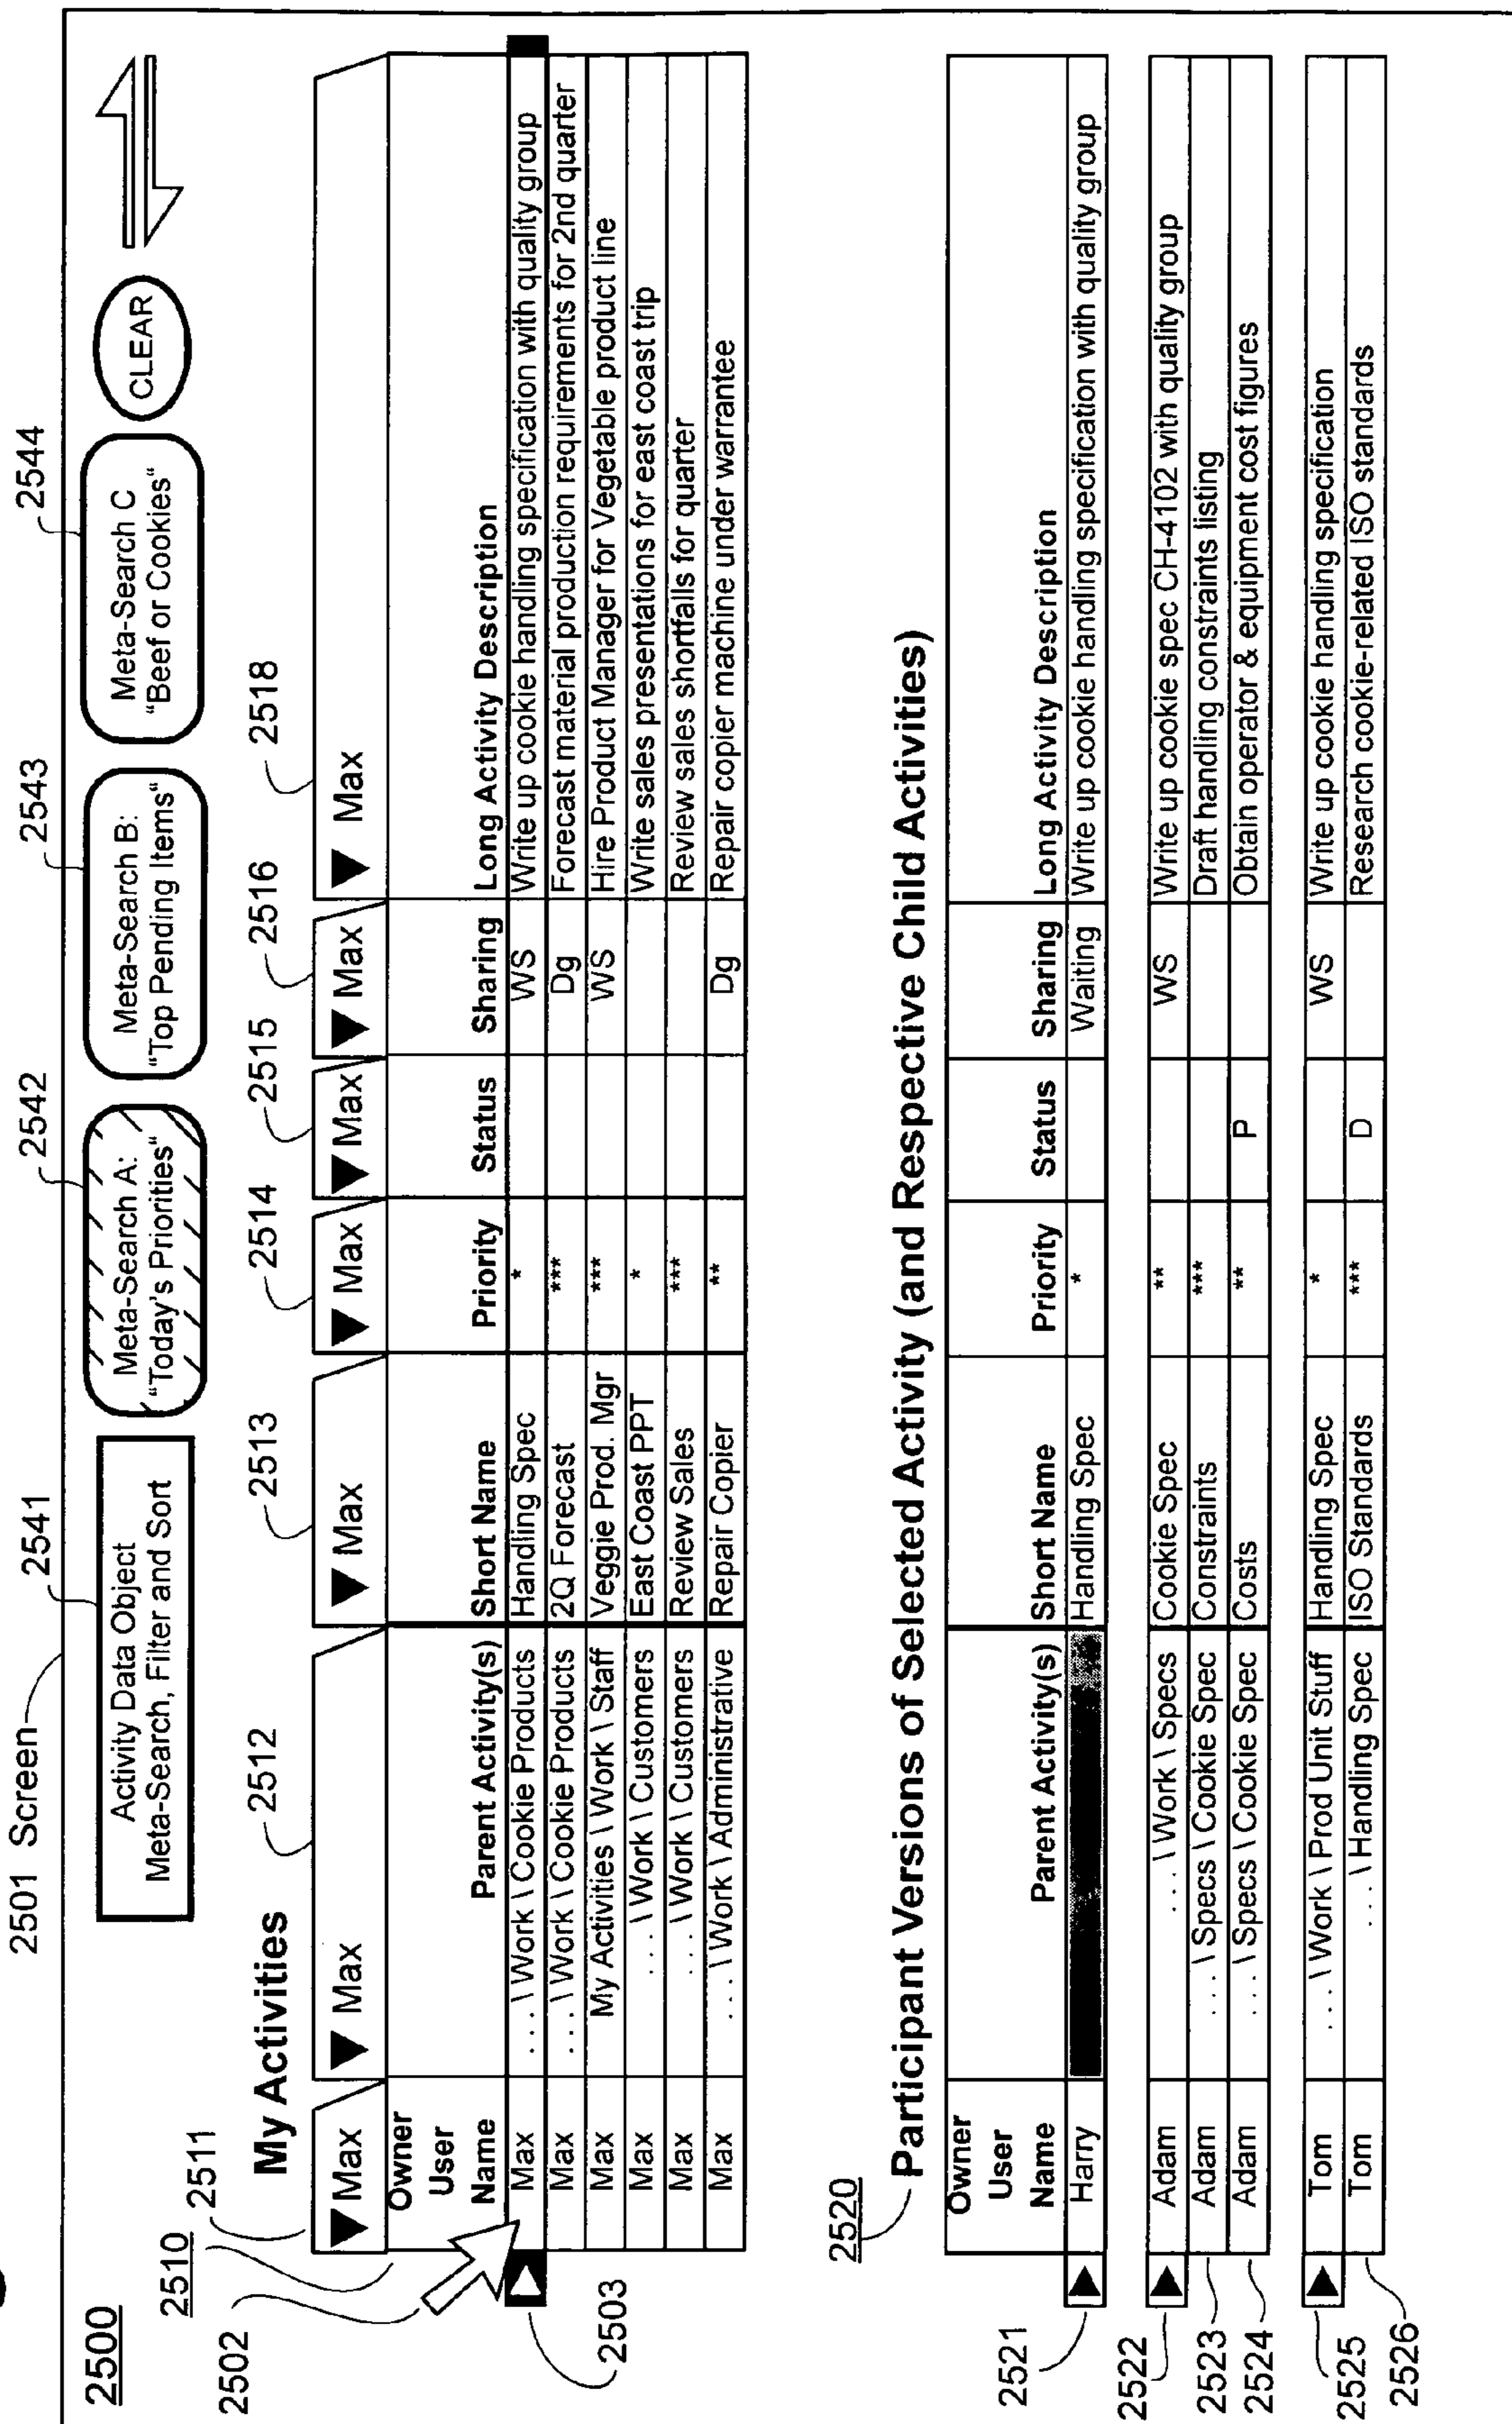 2500
2501 Screen
2541
2542
2543
2544
Activity Data Object
Meta-Search, Filter and Sort
Meta-Search A:
"Today's Priorities"
Meta-Search B:
"Top Pending Items"
Meta-Search C
"Beef or Cookies"
CLEAR
2502
2510
2511
2512
2513
2514
2515
2516
2518
My Activities
▼ Max ▼ Max ▼ Max ▼ Max ▼ Max ▼ Max ▼ Max
Owner User Name Parent Activity(s) Short Name Priority Status Sharing Long Activity Description
Max ...\Work\Cookie Products Handling Spec * WS Write up cookie handling specification with quality group
Max ...\Work\Cookie Products 2Q Forecast *** Dg Forecast material production requirements for 2nd quarter
Max My Activities\Work\Staff Veggie Prod. Mgr *** WS Hire Product Manager for Vegetable product line
Max ...\Work\Customers East Coast PPT * Write sales presentations for east coast trip
Max ...\Work\Customers Review Sales *** Review sales shortfalls for quarter
Max ...\Work\Administrative Repair Copier ** Dg Repair copier machine under warrantee
2503
2520
Participant Versions of Selected Activity (and Respective Child Activities)
Owner User Name Parent Activity(s) Short Name Priority Status Sharing Long Activity Description
2521 Harry Handling Spec * Waiting Write up cookie handling specification with quality group
2522 Adam ...\Work\Specs Cookie Spec ** WS Write up cookie spec CH-4102 with quality group
2523 Adam ...\Specs\Cookie Spec Constraints *** Draft handling constraints listing
2524 Adam ...\Specs\Cookie Spec Costs ** P Obtain operator & equipment cost figures
2525 Tom ...\Work\Prod Unit Stuff Handling Spec * WS Write up cookie handling specification
2526 Tom ...\Handling Spec ISO Standards *** D Research cookie-related ISO standards